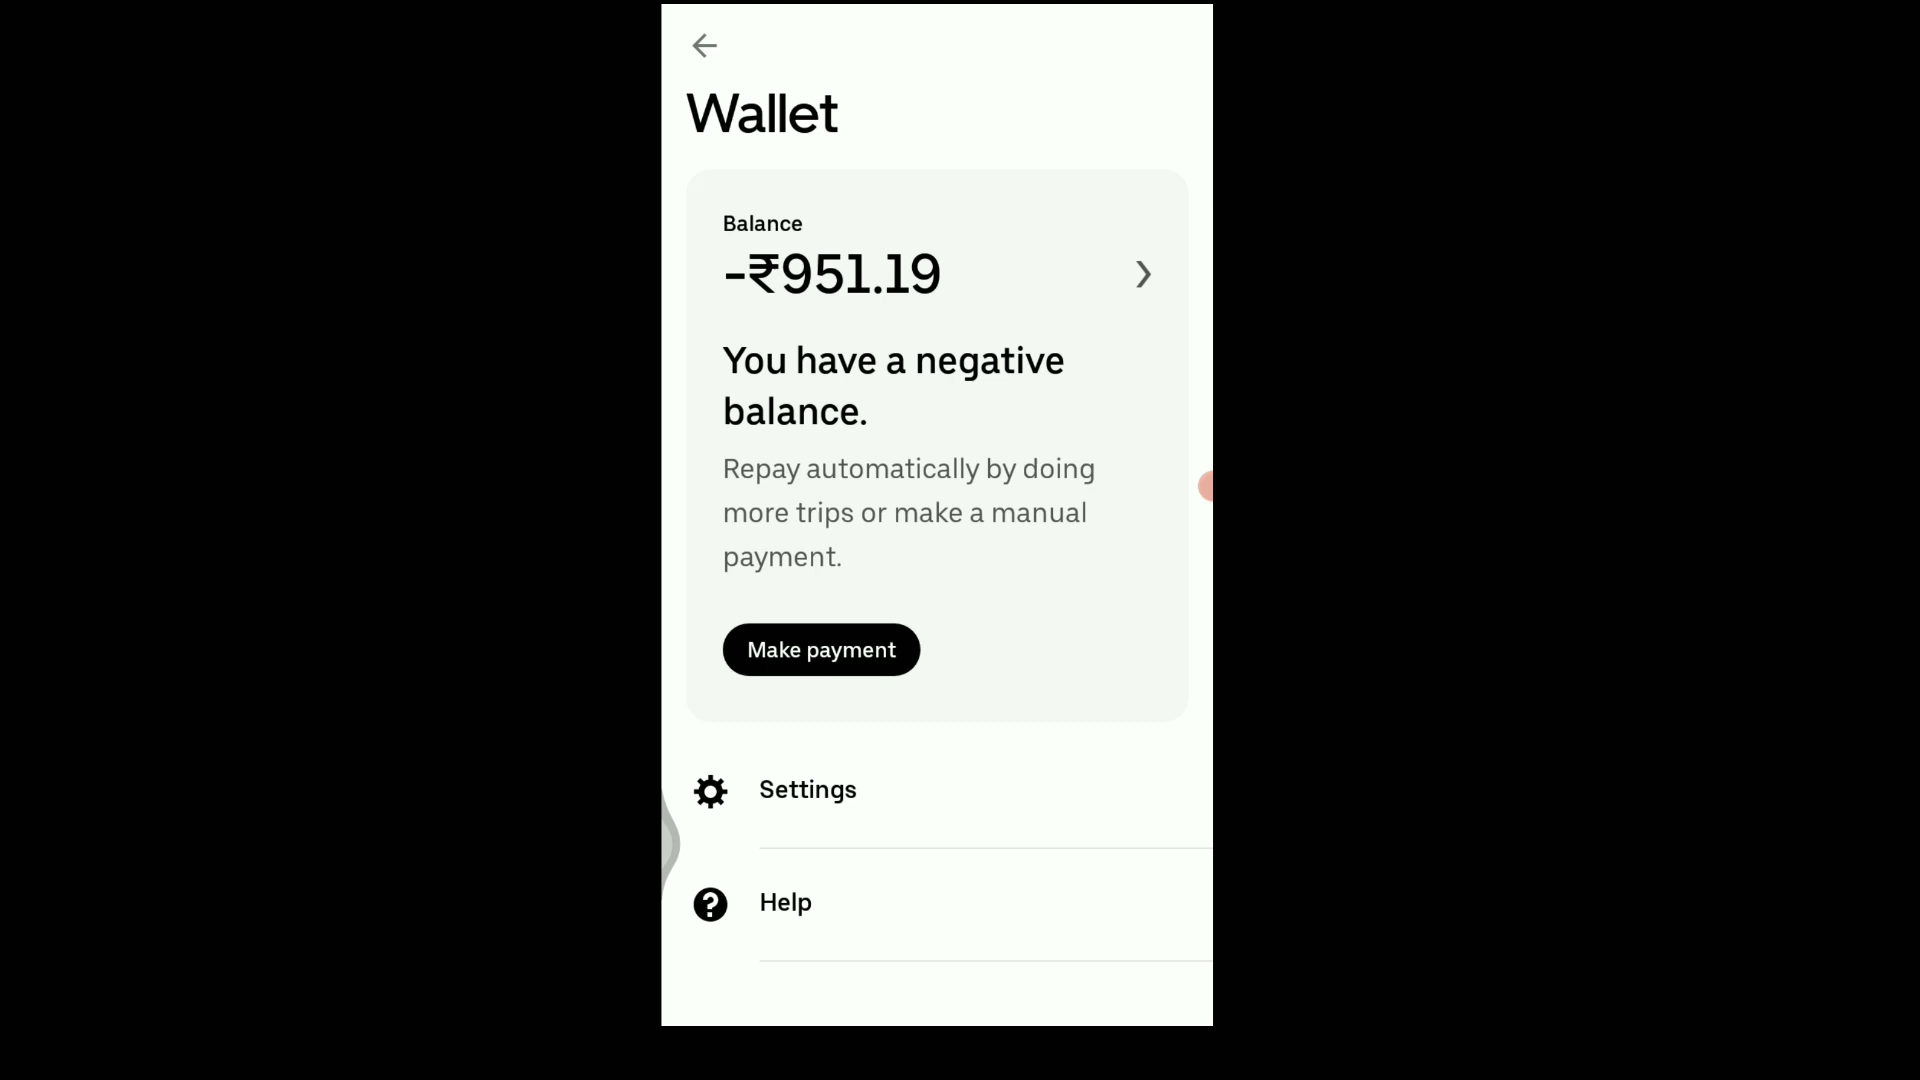 Wallet
Balance
-₹951.19
You have a negative
balance.
Repay automatically by doing
more trips or make a manual
payment.
Make payment
Settings
Help